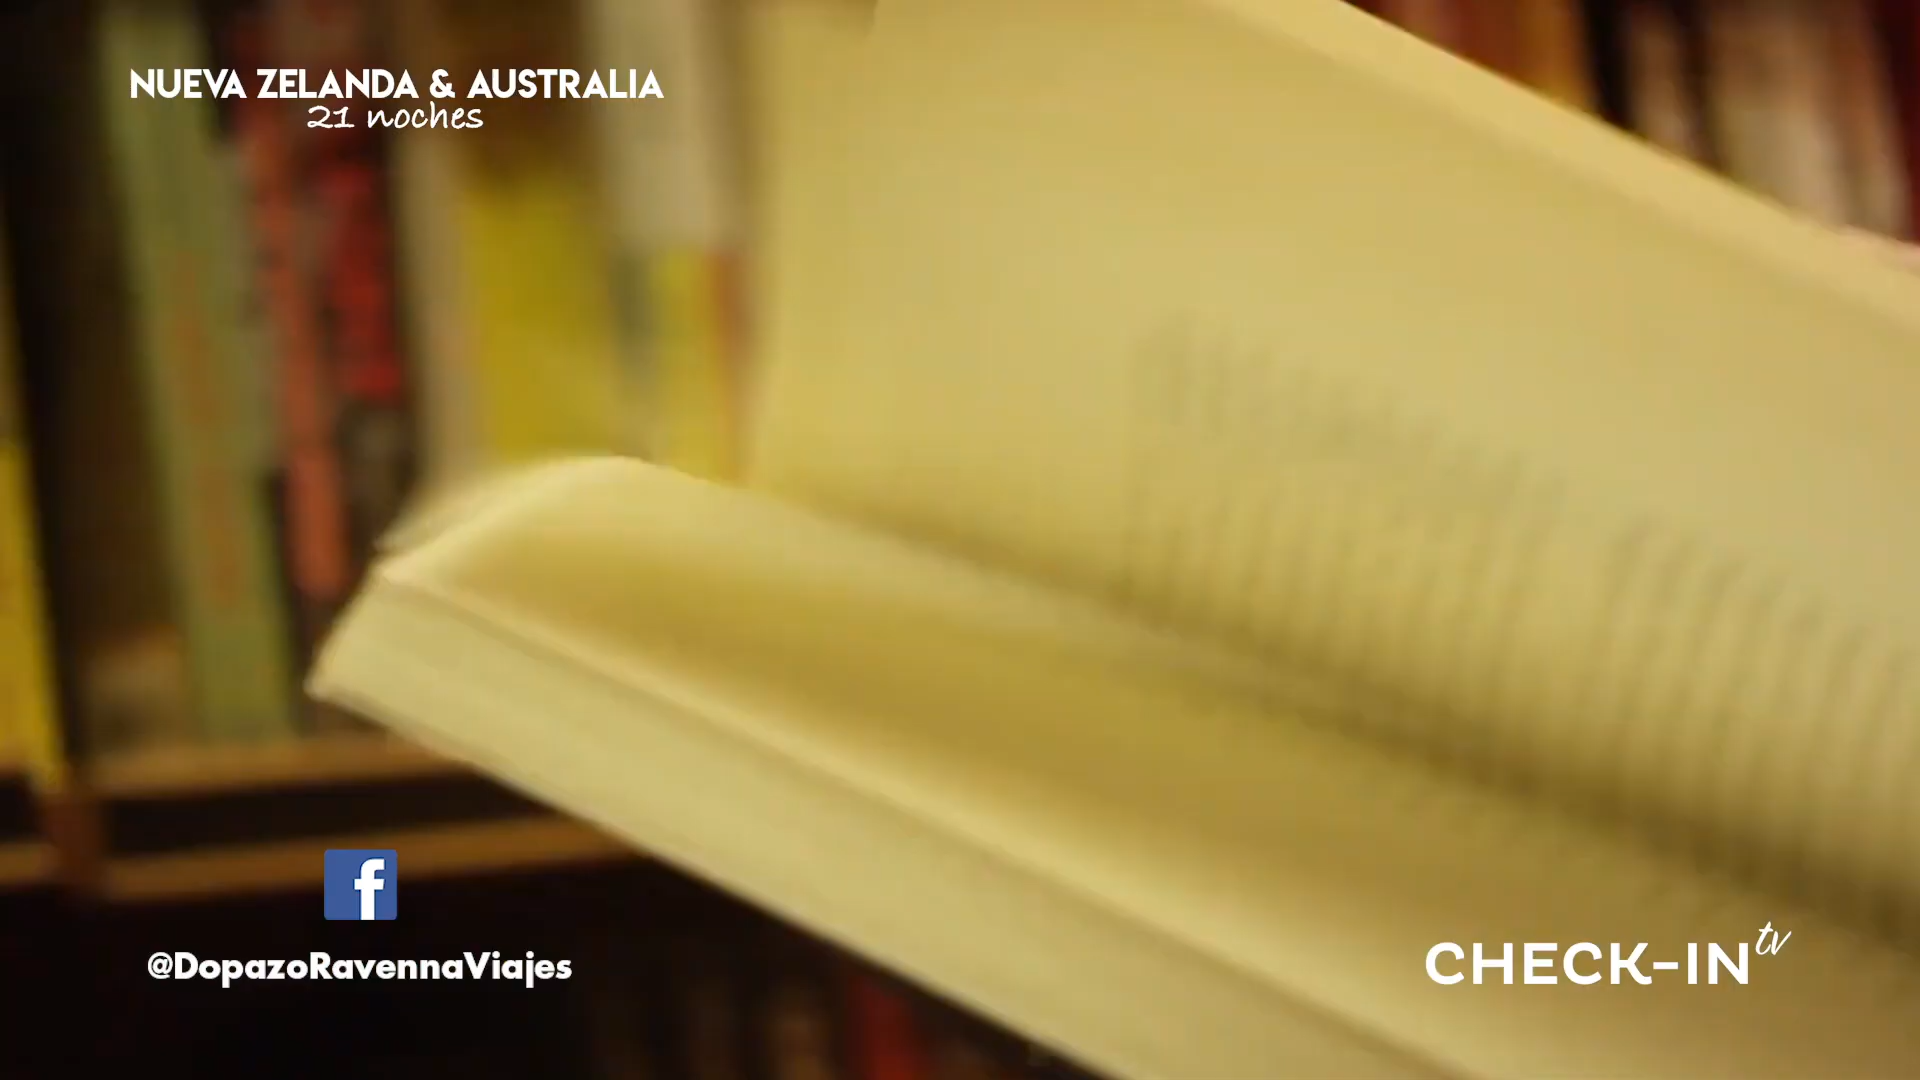 NUEVA ZELANDA & AUSTRALIA
21 noches
@DopazoRavennaViajes
CHECK-IN tv